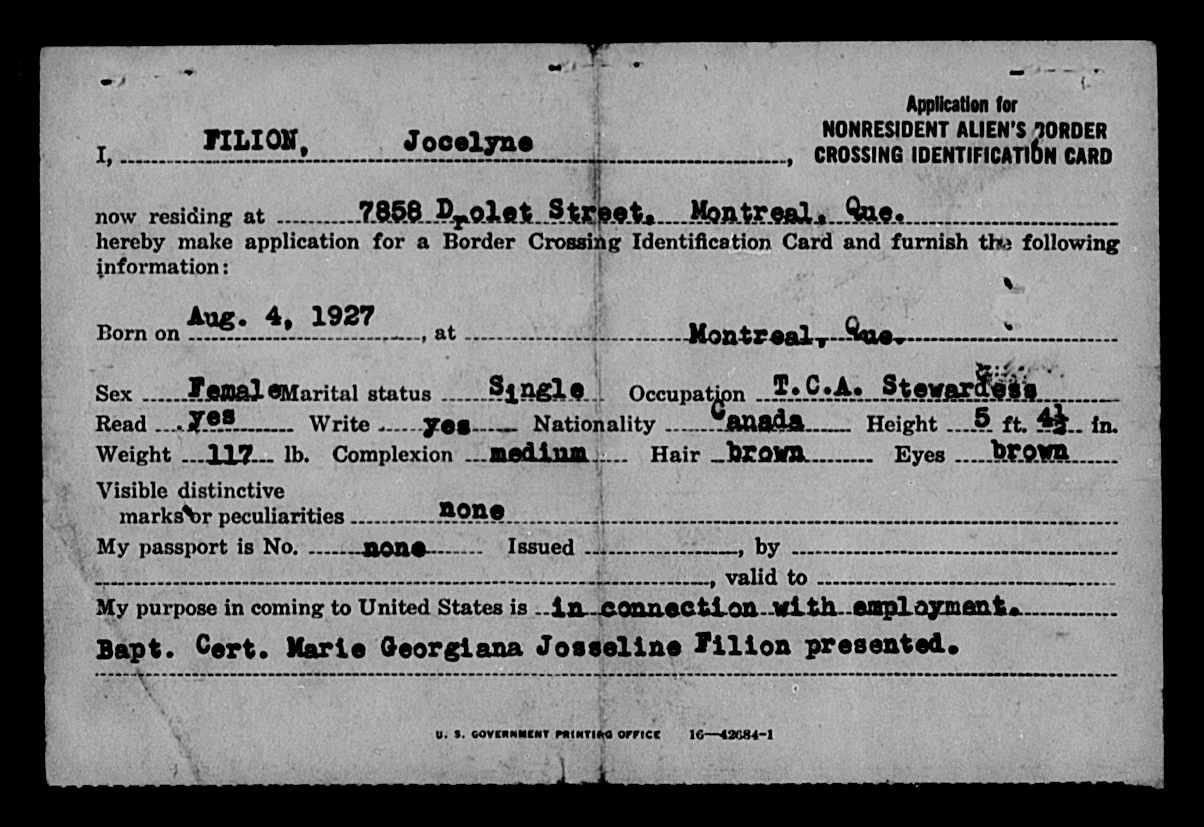 Application for
NONRESIDENT ALIEN'S BORDER
CROSSING IDENTIFICATION CARD
I, FILION, Jocelyne,
now residing at 7858 Drolet Street. Montreal, Que.
hereby make application for a Border Crossing Identification Card and furnish the following
information:
Born on Aug. 4, 1927, at Montreal, Que.
Sex Female Marital status Single Occupation T.C.A. Stewardess
Read yes Write yes Nationality Canada Height 5 ft. 4½ in.
Weight 117 lb. Complexion medium Hair brown Eyes brown
Visible distinctive
marks or peculiarities none
My passport is No. none Issued , by
, valid to
My purpose in coming to United States is in connection with employment.
Bapt. Cert. Marie Georgiana Josseline Filion presented.
U. S. GOVERNMENT PRINTING OFFICE 16—42684-1